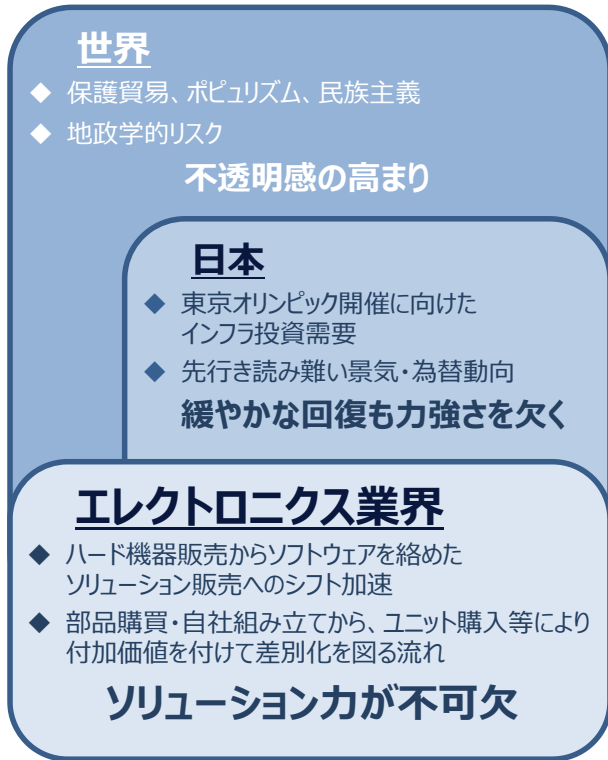 世界
◆ 保護貿易、ポピュリズム、民族主義
◆ 地政学的リスク
不透明感の高まり
日本
◆ 東京オリンピック開催に向けた
インフラ投資需要
◆ 先行き読み難い景気・為替動向
緩やかな回復も力強さを欠く
エレクトロニクス業界
◆ ハード機器販売からソフトウェアを絡めた
ソリューション販売へのシフト加速
◆ 部品購買・自社組み立てから、ユニット購入等により
付加価値を付けて差別化を図る流れ
ソリューション力が不可欠